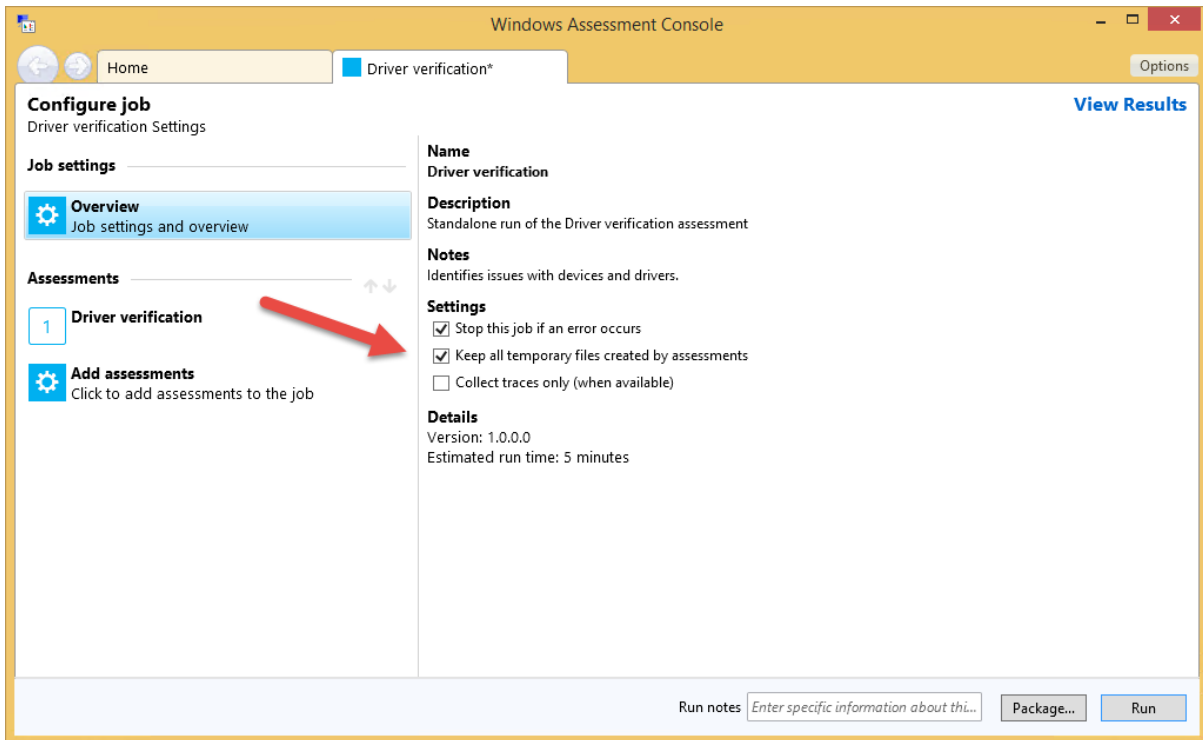 Windows Assessment Console
Home
Driver verification*
Options
Configure job
Driver verification Settings
View Results
Job settings
Overview
Job settings and overview
Assessments
1
Driver verification
Add assessments
Click to add assessments to the job
Name
Driver verification
Description
Standalone run of the Driver verification assessment
Notes
Identifies issues with devices and drivers.
Settings
Stop this job if an error occurs
Keep all temporary files created by assessments
Collect traces only (when available)
Details
Version: 1.0.0.0
Estimated run time: 5 minutes
Run notes
Enter specific information about thi...
Package...
Run